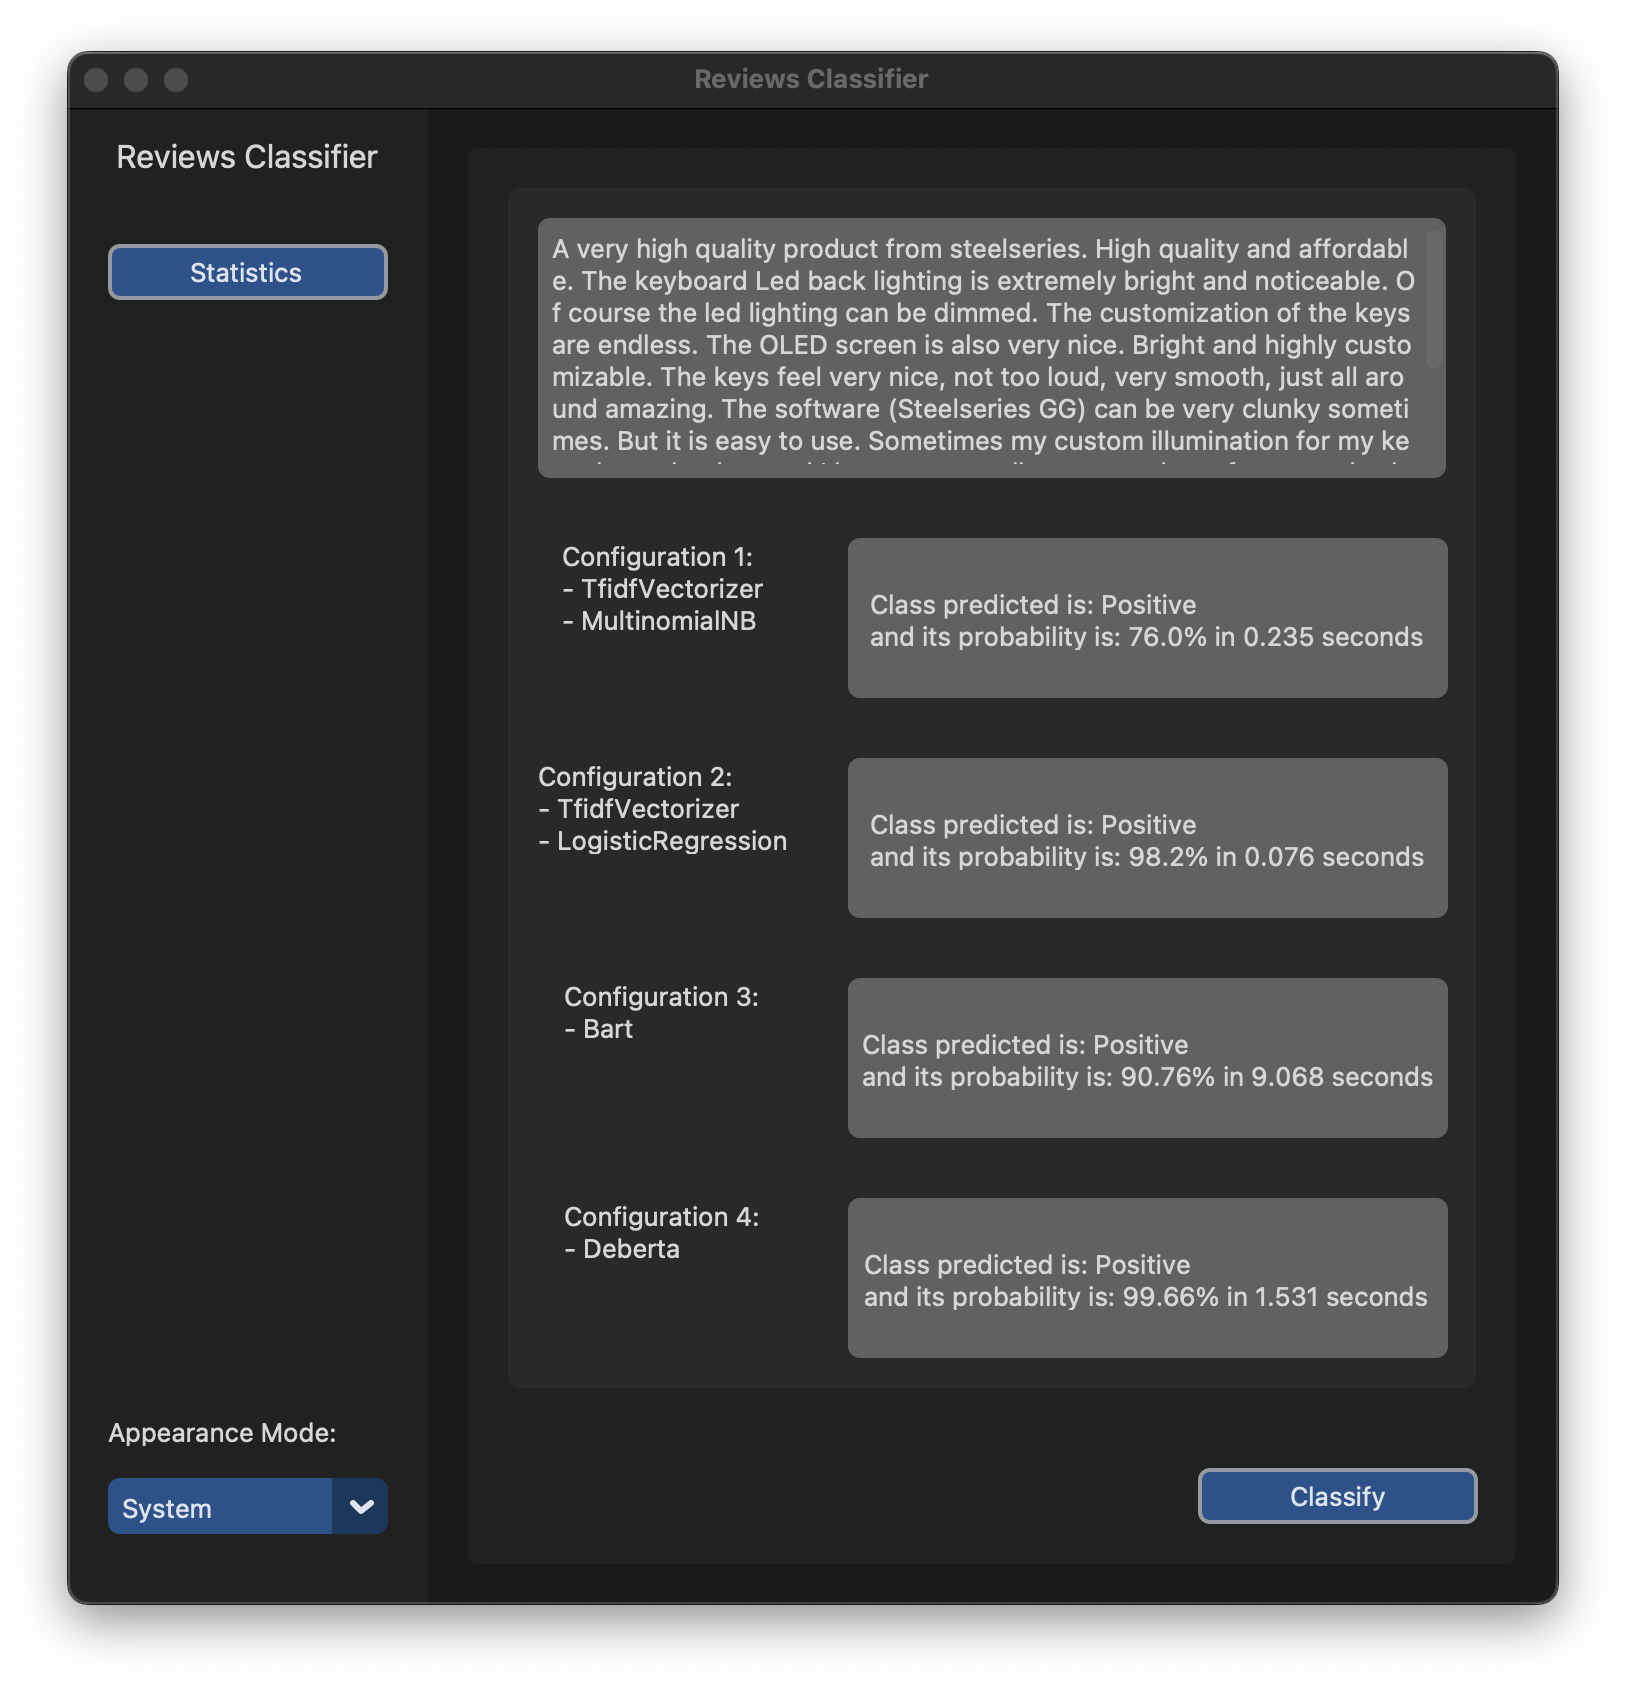 Reviews Classifier
Reviews Classifier
Statistics
A very high quality product from steelseries. High quality and affordabl
e. The keyboard Led back lighting is extremely bright and noticeable. O
f course the led lighting can be dimmed. The customization of the keys
are endless. The OLED screen is also very nice. Bright and highly custo
mizable. The keys feel very nice, not too loud, very smooth, just all aro
und amazing. The software (Steelseries GG) can be very clunky someti
mes. But it is easy to use. Sometimes my custom illumination for my ke
Configuration 1:
- TfidfVectorizer
- MultinomialNB
Class predicted is: Positive
and its probability is: 76.0% in 0.235 seconds
Configuration 2:
- TfidfVectorizer
- LogisticRegression
Class predicted is: Positive
and its probability is: 98.2% in 0.076 seconds
Configuration 3:
- Bart
Class predicted is: Positive
and its probability is: 90.76% in 9.068 seconds
Configuration 4:
- Deberta
Class predicted is: Positive
and its probability is: 99.66% in 1.531 seconds
Appearance Mode:
System
Classify